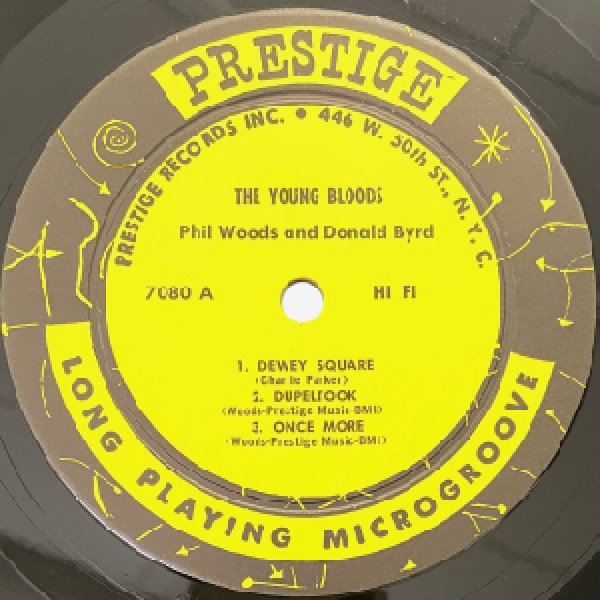 PRESTIGE
PRESTIGE RECORDS INC. • 446 W. 50th ST., N. Y. C.
THE YOUNG BLOODS
Phil Woods and Donald Byrd
7080 A
HI FI
1. DEWEY SQUARE
(Charlie Parker)
2. DUPELTOOK
(Woods-Prestige Music-BMI)
3. ONCE MORE
(Woods-Prestige Music-BMI)
LONG PLAYING MICROGROOVE